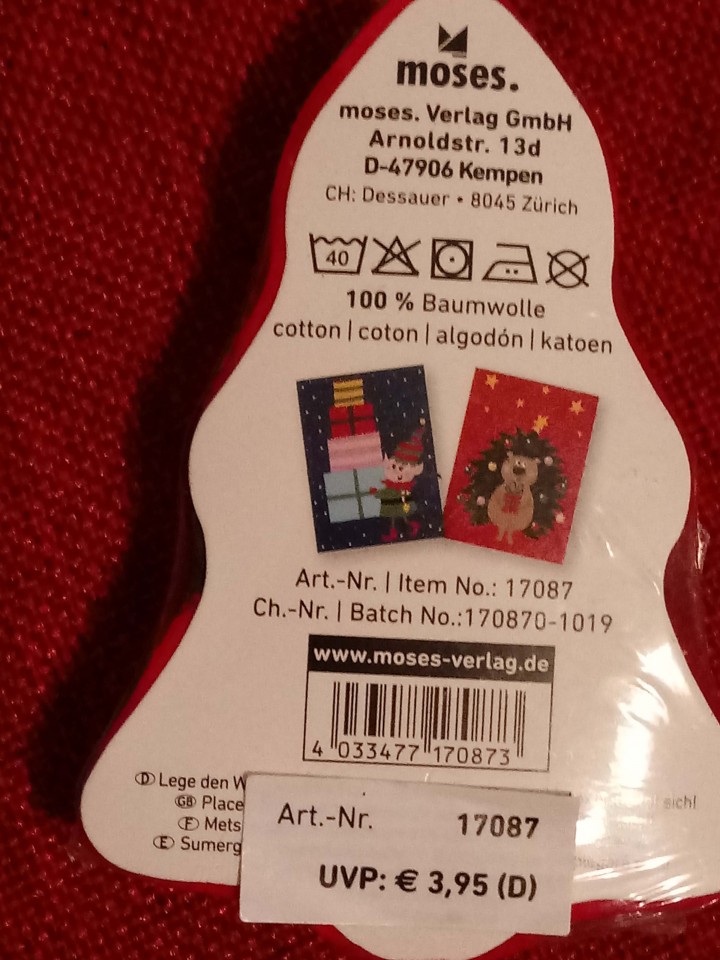 moses.
moses. Verlag GmbH
Arnoldstr. 13d
D-47906 Kempen
CH: Dessauer • 8045 Zürich
40
100 % Baumwolle
cotton | coton | algodón | katoen
Art.-Nr. | Item No.: 17087
Ch.-Nr. | Batch No.:170870-1019
www.moses-verlag.de
4 033477 170873
D Lege den W
GB Place
F Mets
E Sumerg
Art.-Nr. 17087
UVP: € 3,95 (D)